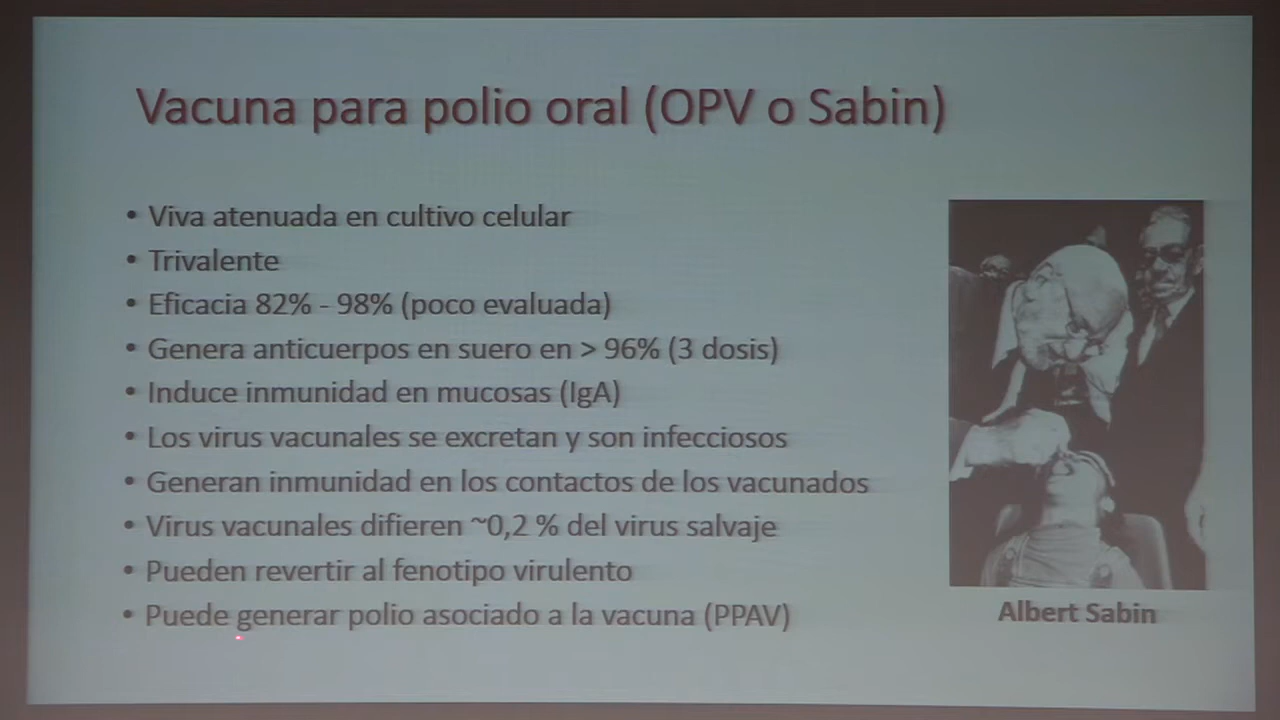 Vacuna para polio oral (OPV o Sabin)
• Viva atenuada en cultivo celular
• Trivalente
• Eficacia 82% - 98% (poco evaluada)
• Genera anticuerpos en suero en > 96% (3 dosis)
• Induce inmunidad en mucosas (IgA)
• Los virus vacunales se excretan y son infecciosos
• Generan inmunidad en los contactos de los vacunados
• Virus vacunales difieren ~0,2 % del virus salvaje
• Pueden revertir al fenotipo virulento
• Puede generar polio asociado a la vacuna (PPAV)
Albert Sabin